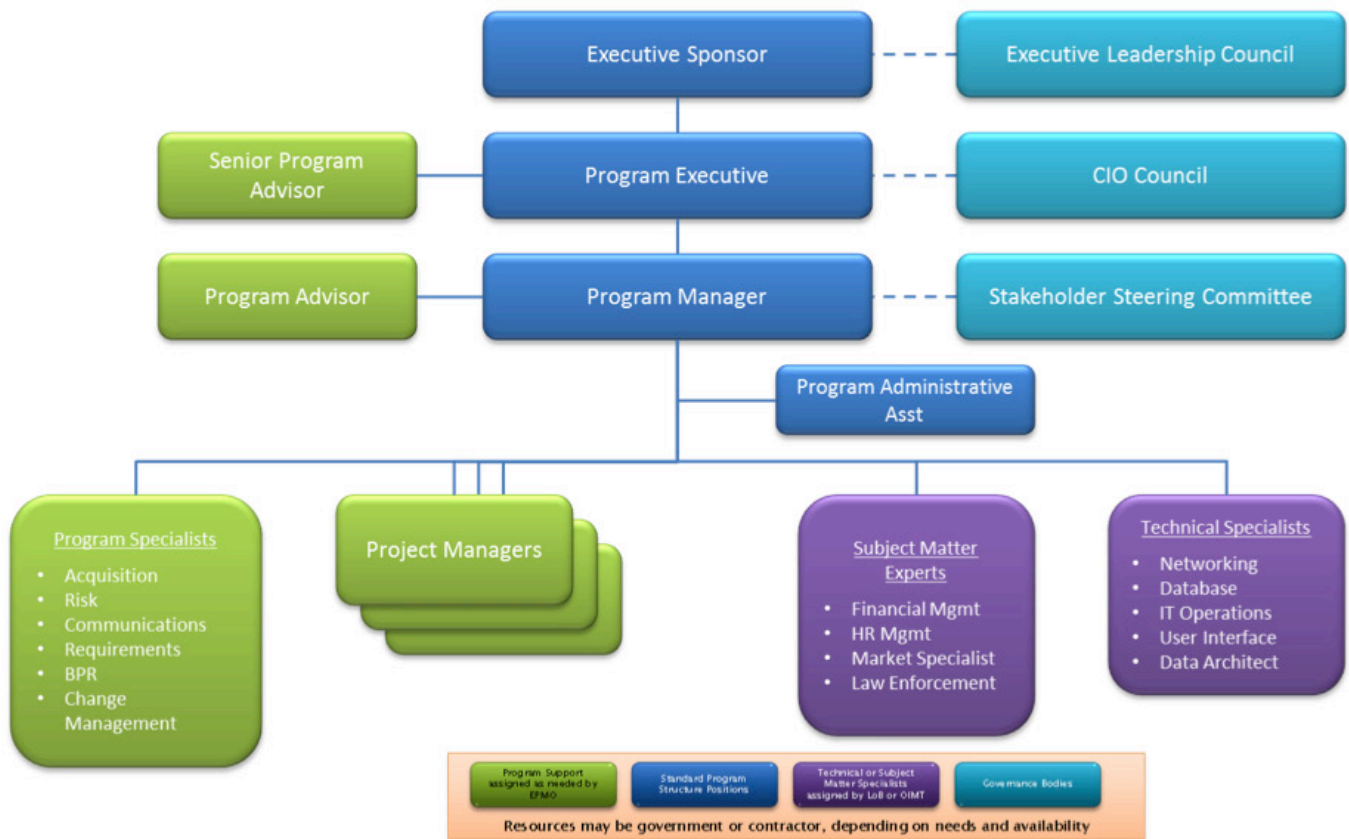 Executive Sponsor
Executive Leadership Council
Senior Program
Advisor
Program Executive
CIO Council
Program Advisor
Program Manager
Stakeholder Steering Committee
Program Administrative
Asst
Program Specialists
• Acquisition
• Risk
• Communications
• Requirements
• BPR
• Change
Management
Project Managers
Subject Matter
Experts
• Financial Mgmt
• HR Mgmt
• Market Specialist
• Law Enforcement
Technical Specialists
• Networking
• Database
• IT Operations
• User Interface
• Data Architect
Program Support
assigned as needed by
EPMO
Standard Program
Structure Positions
Technical or Subject
Matter Specialists
assigned by LoB or OIMT
Governance Bodies
Resources may be government or contractor, depending on needs and availability